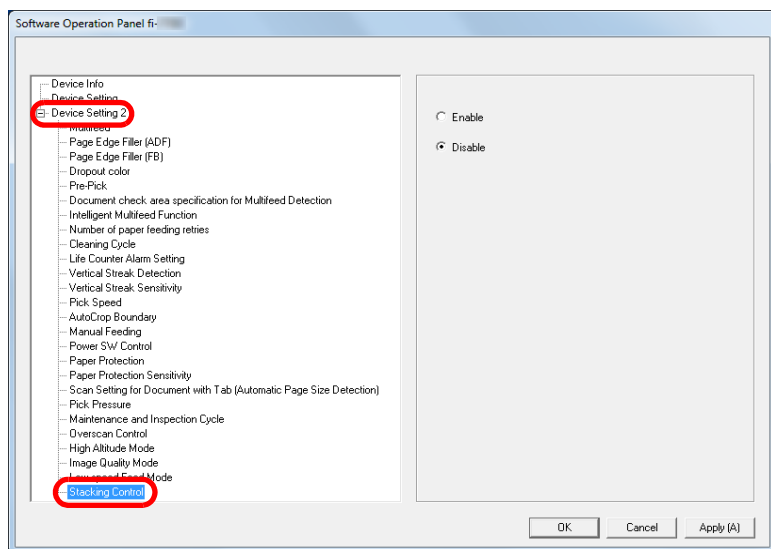 Software Operation Panel fi-
Device Info
Device Setting
Device Setting 2
Multifeed
Page Edge Filler (ADF)
Page Edge Filler (FB)
Dropout color
Pre-Pick
Document check area specification for Multifeed Detection
Intelligent Multifeed Function
Number of paper feeding retries
Cleaning Cycle
Life Counter Alarm Setting
Vertical Streak Detection
Vertical Streak Sensitivity
Pick Speed
AutoCrop Boundary
Manual Feeding
Power SW Control
Paper Protection
Paper Protection Sensitivity
Scan Setting for Document with Tab (Automatic Page Size Detection)
Pick Pressure
Maintenance and Inspection Cycle
Overscan Control
High Altitude Mode
Image Quality Mode
Low-speed Feed Mode
Stacking Control
Enable
Disable
OK
Cancel
Apply (A)